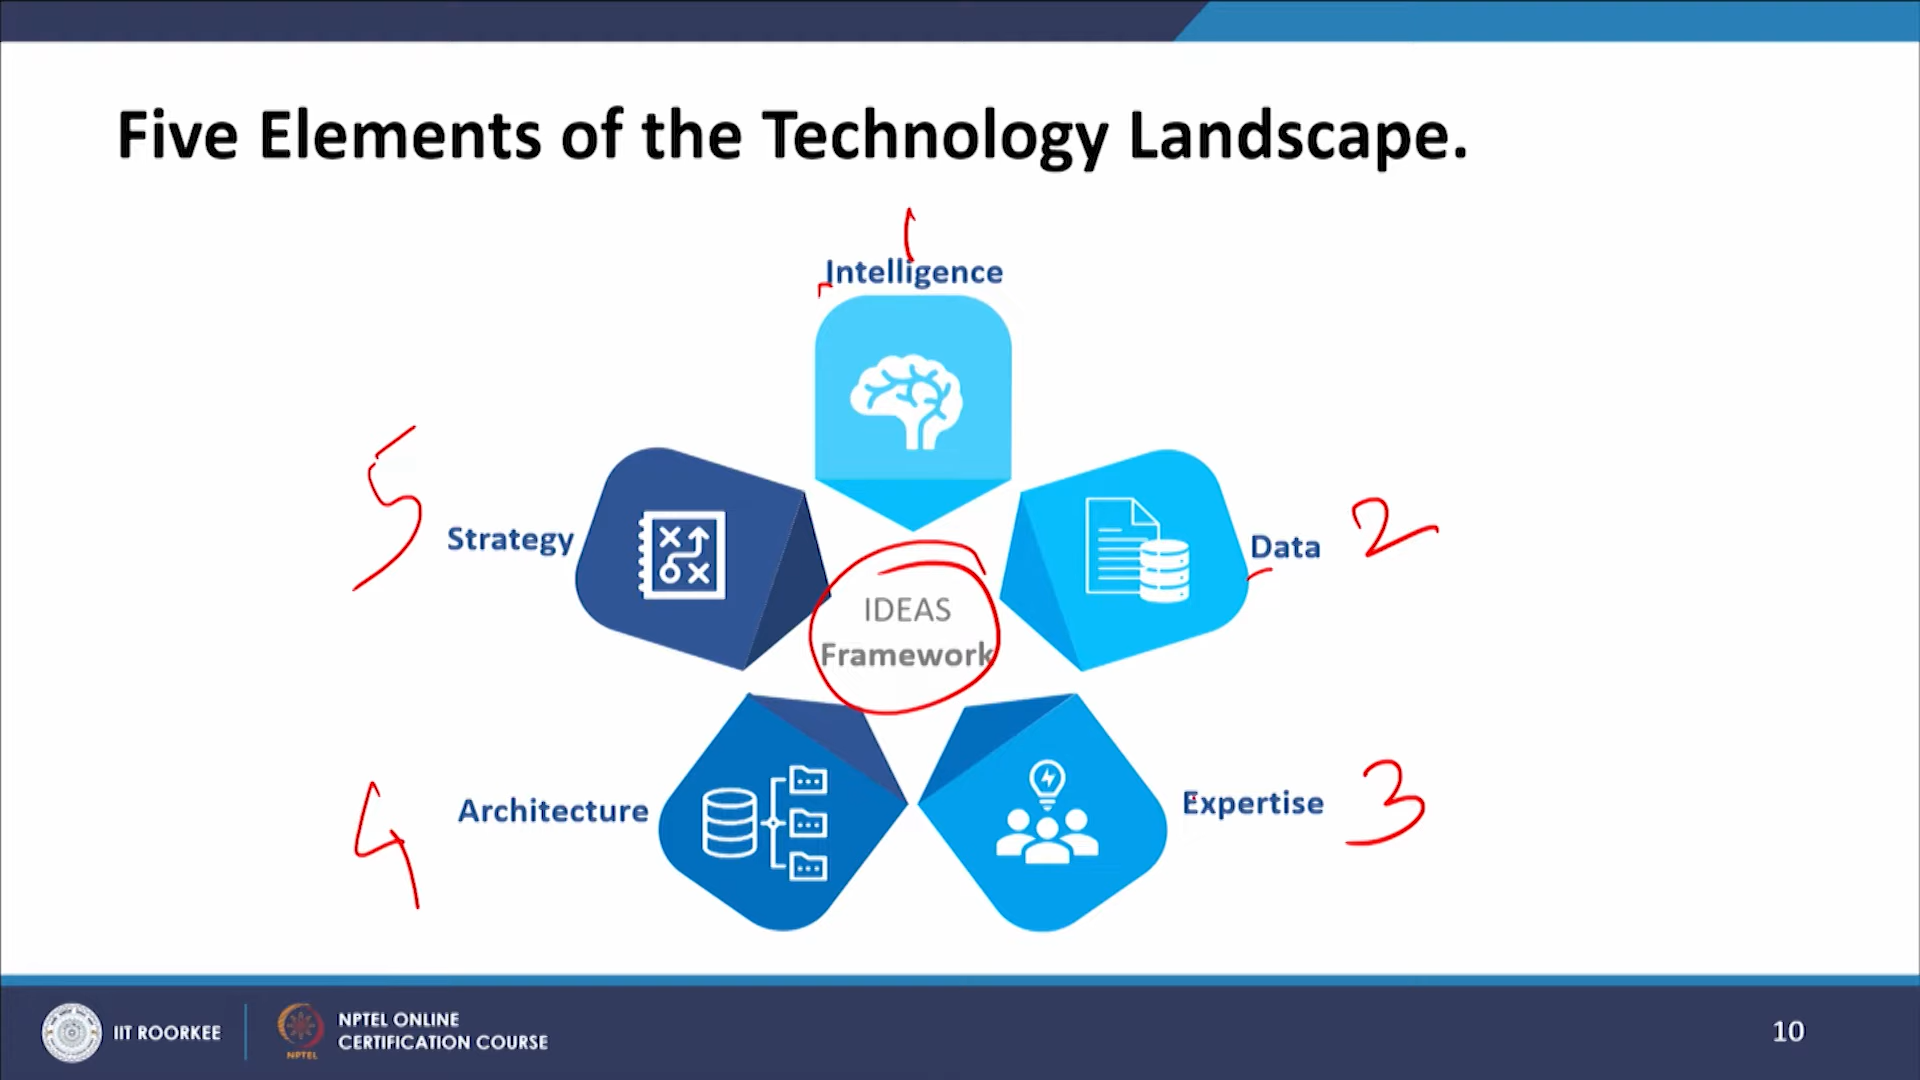 Five Elements of the Technology Landscape.
1
Intelligence
5
Strategy
Data
2
IDEAS
Framework
4
Architecture
Expertise
3
IIT ROORKEE
NPTEL
NPTEL ONLINE
CERTIFICATION COURSE
10